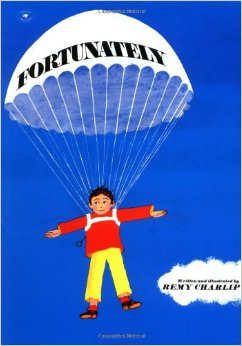 FORTUNATELY
Written and illustrated by
REMY CHARLIP